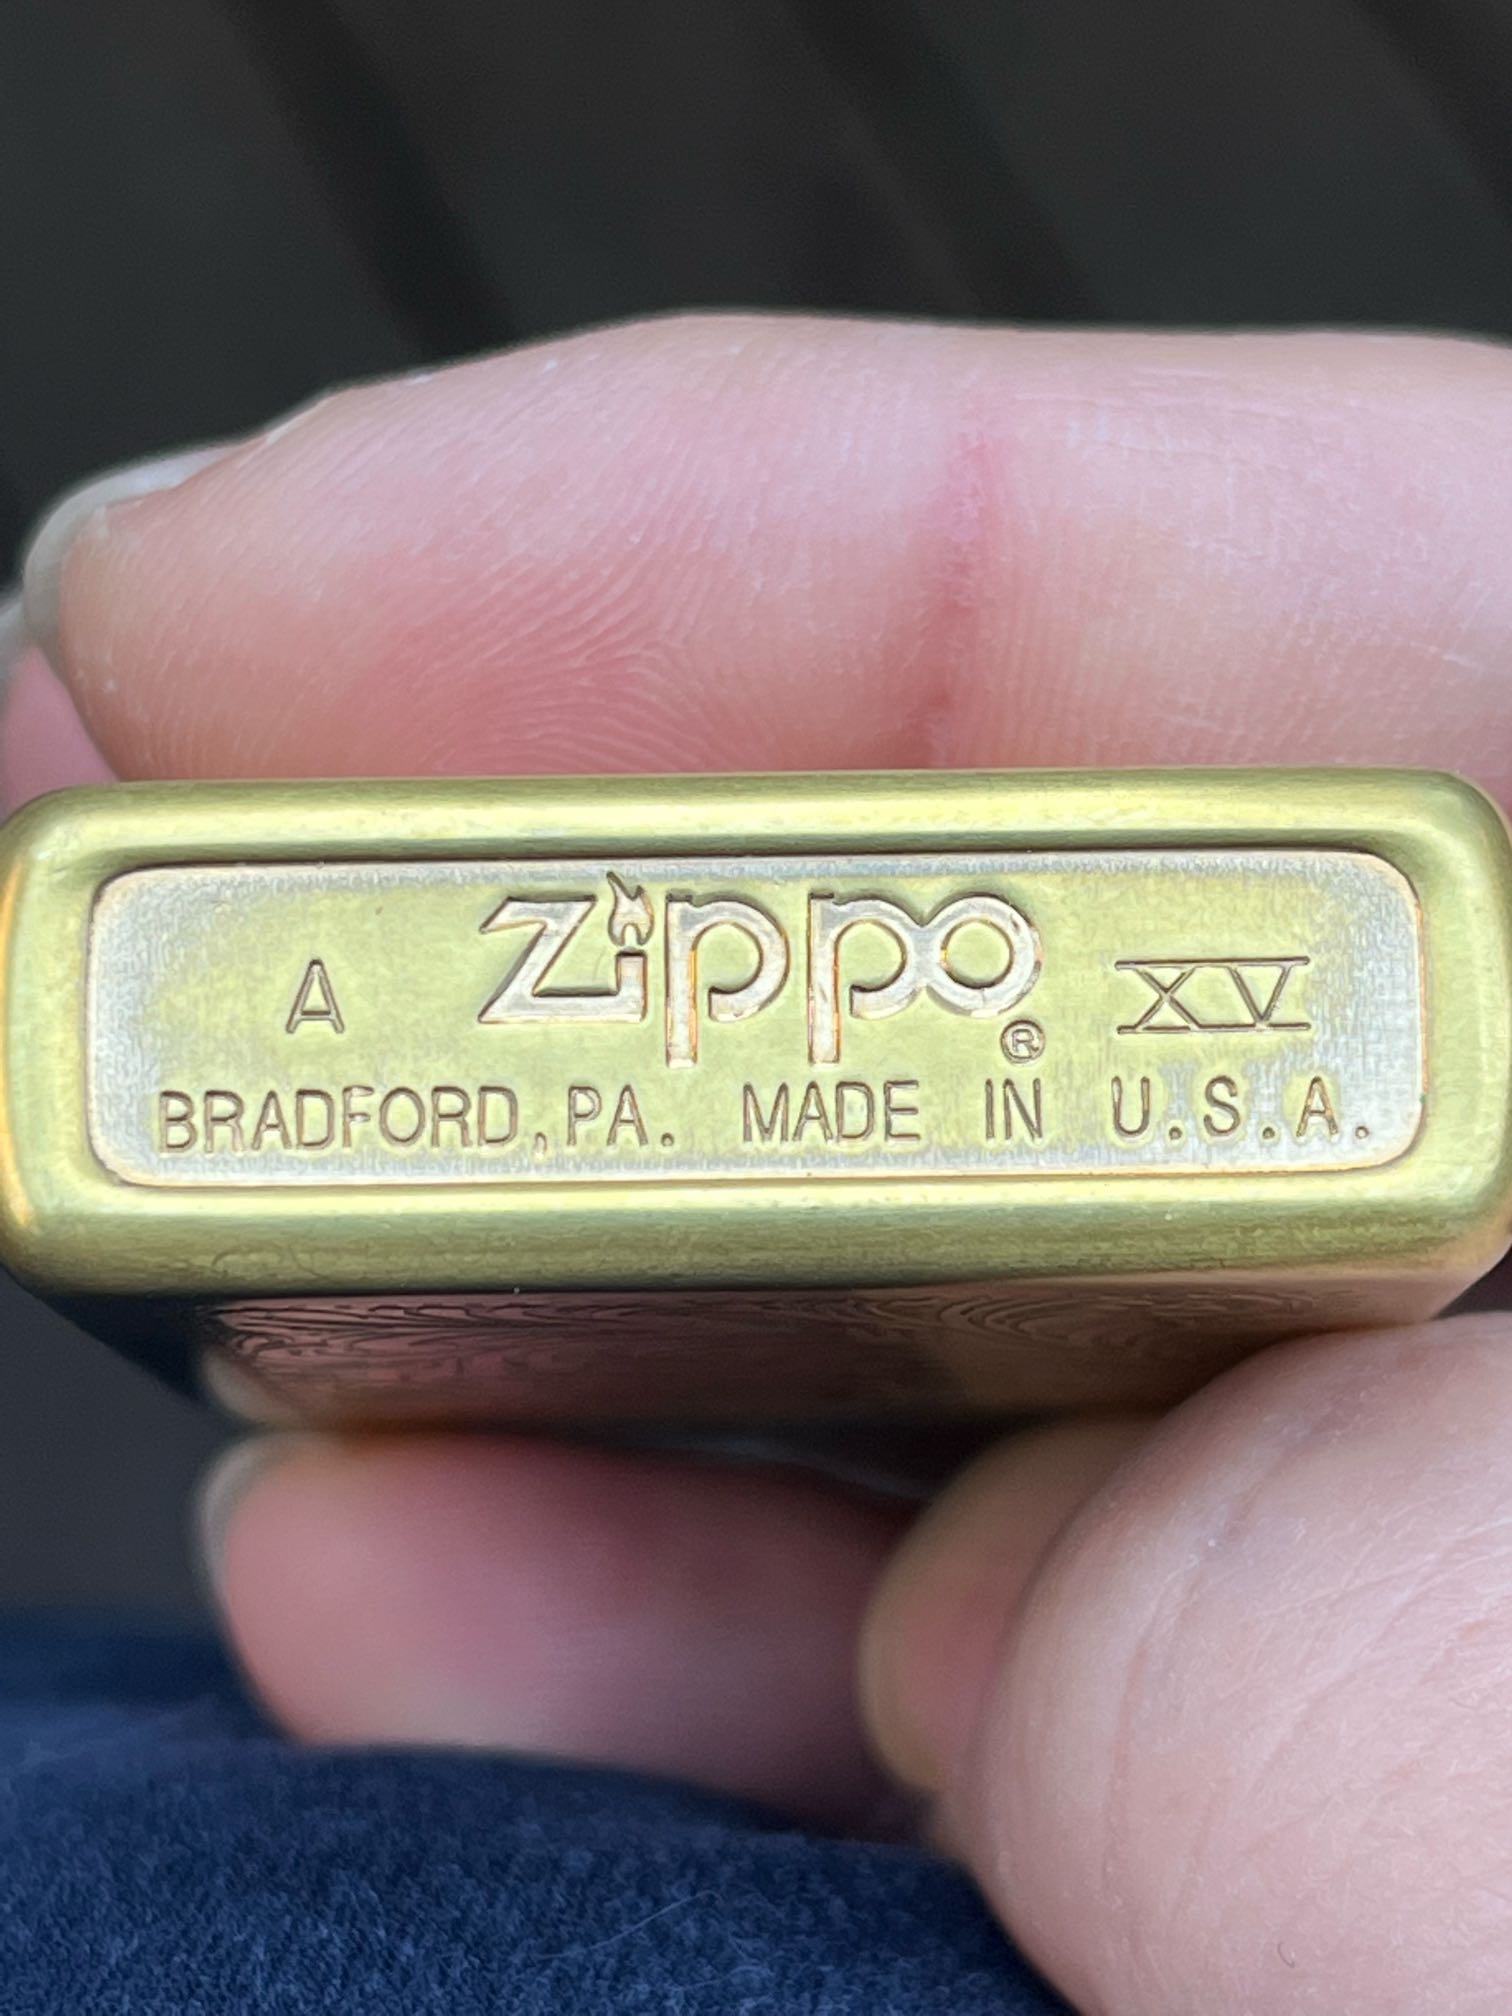 A Zippo ® XV
BRADFORD, PA. MADE IN U.S.A.